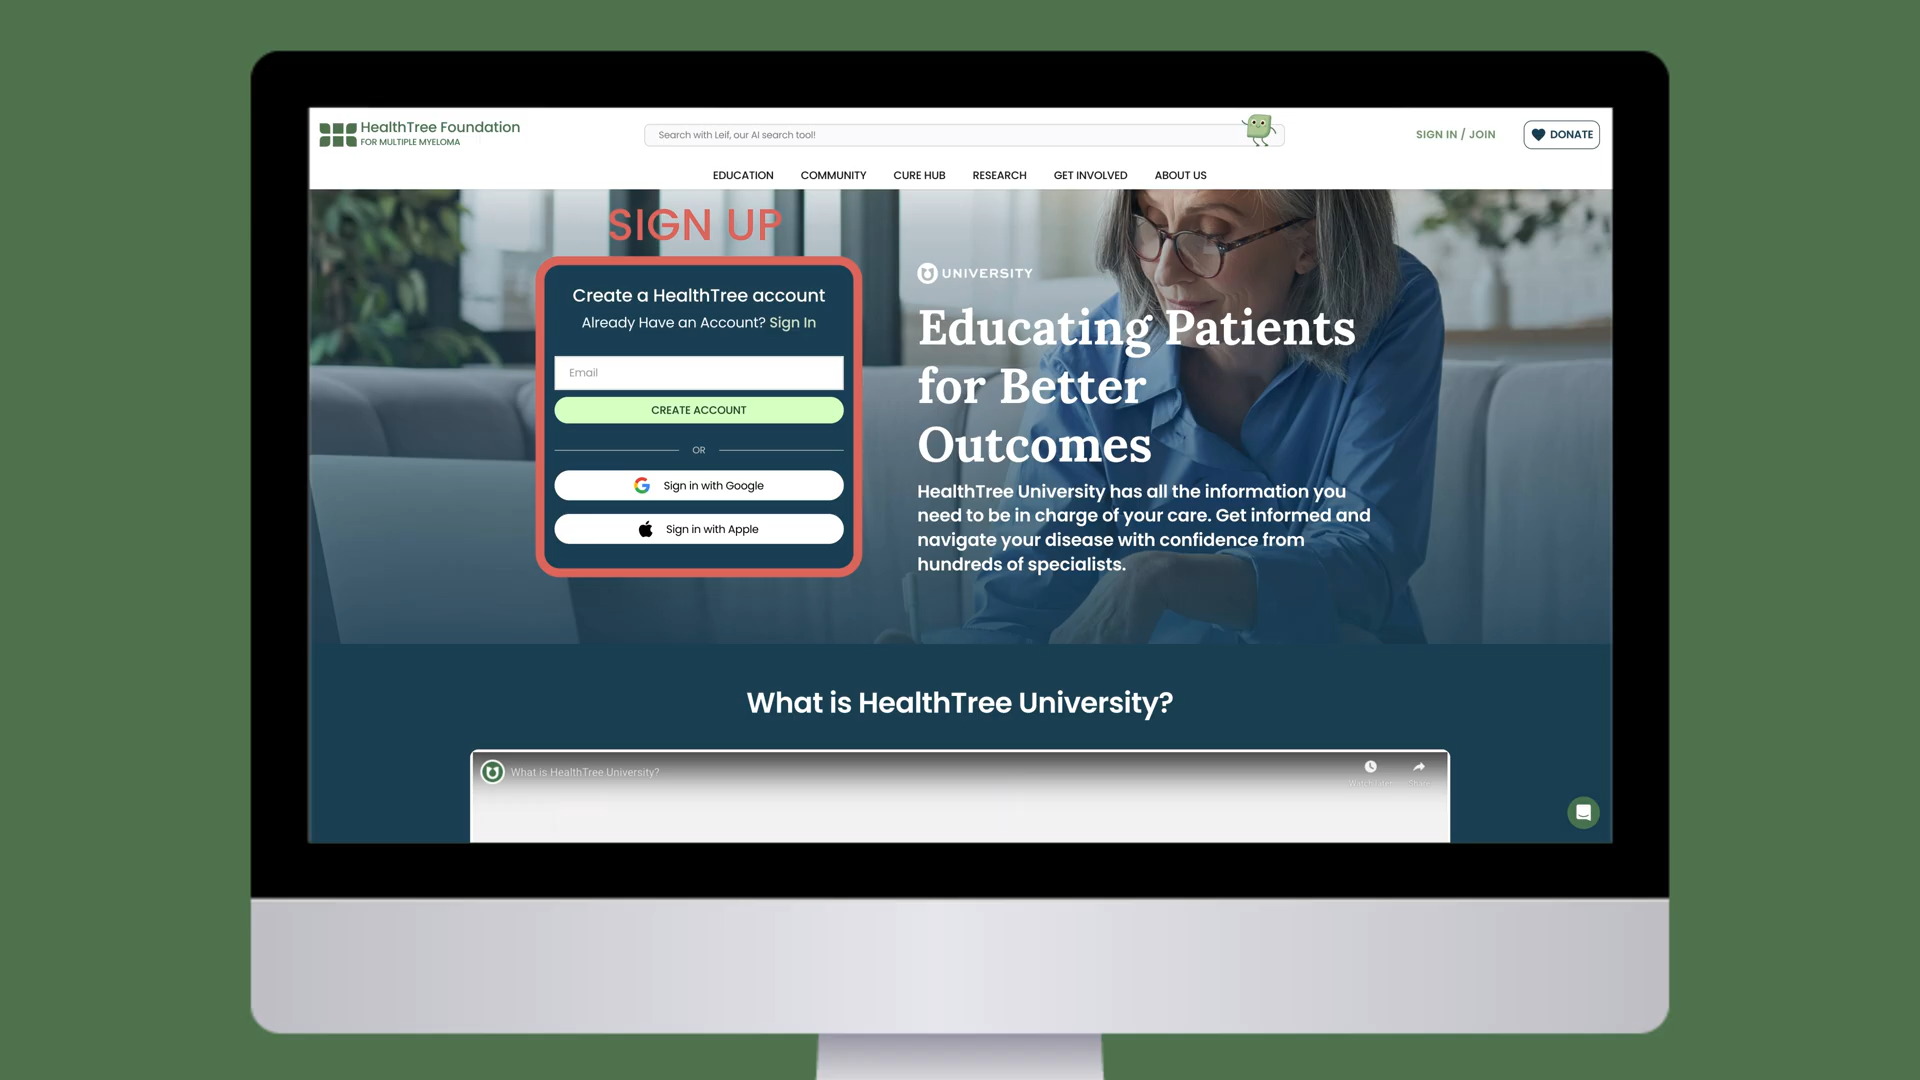 HealthTree Foundation
FOR MULTIPLE MYELOMA
Search with Leif, our AI search tool!
SIGN IN / JOIN
DONATE
EDUCATION
COMMUNITY
CURE HUB
RESEARCH
GET INVOLVED
ABOUT US
SIGN UP
Create a HealthTree account
Already Have an Account? Sign In
Email
CREATE ACCOUNT
OR
Sign in with Google
Sign in with Apple
UNIVERSITY
Educating Patients
for Better
Outcomes
HealthTree University has all the information you
need to be in charge of your care. Get informed and
navigate your disease with confidence from
hundreds of specialists.
What is HealthTree University?
What is HealthTree University?